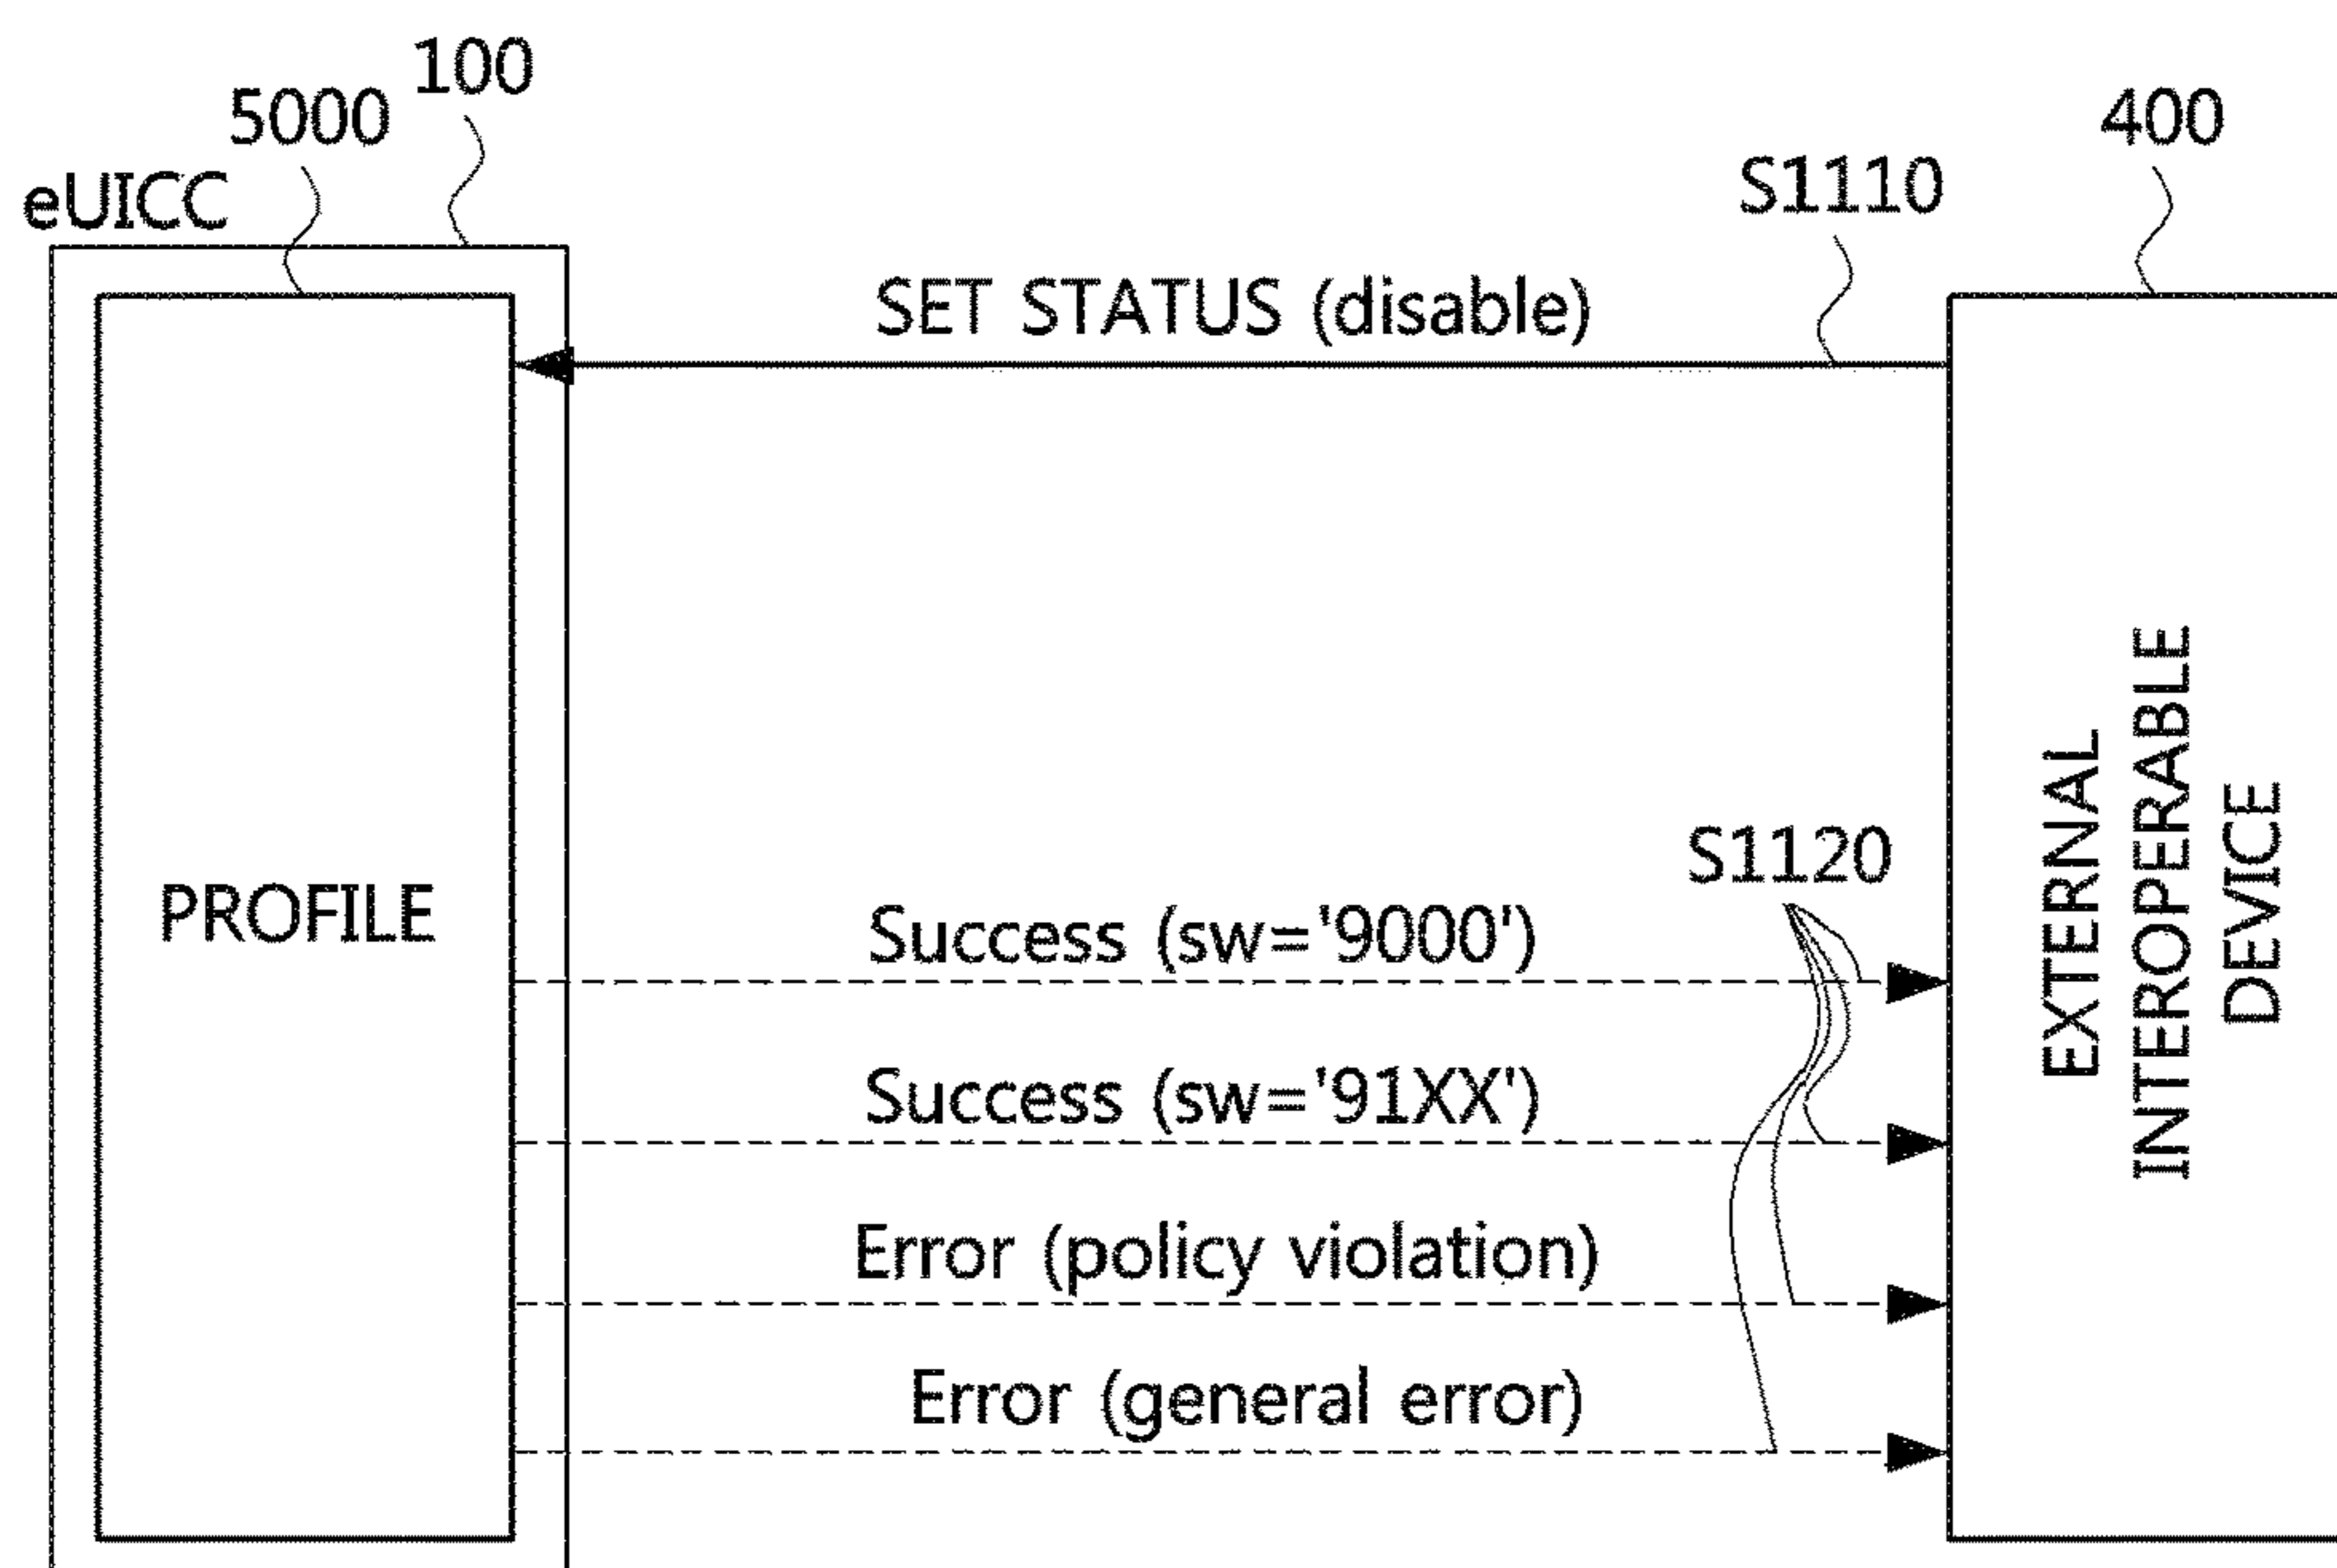 100
5000
400
eUICC
S1110
SET STATUS (disable)
PROFILE
EXTERNAL
INTEROPERABLE
DEVICE
S1120
Success (sw='9000')
Success (sw='91XX')
Error (policy violation)
Error (general error)